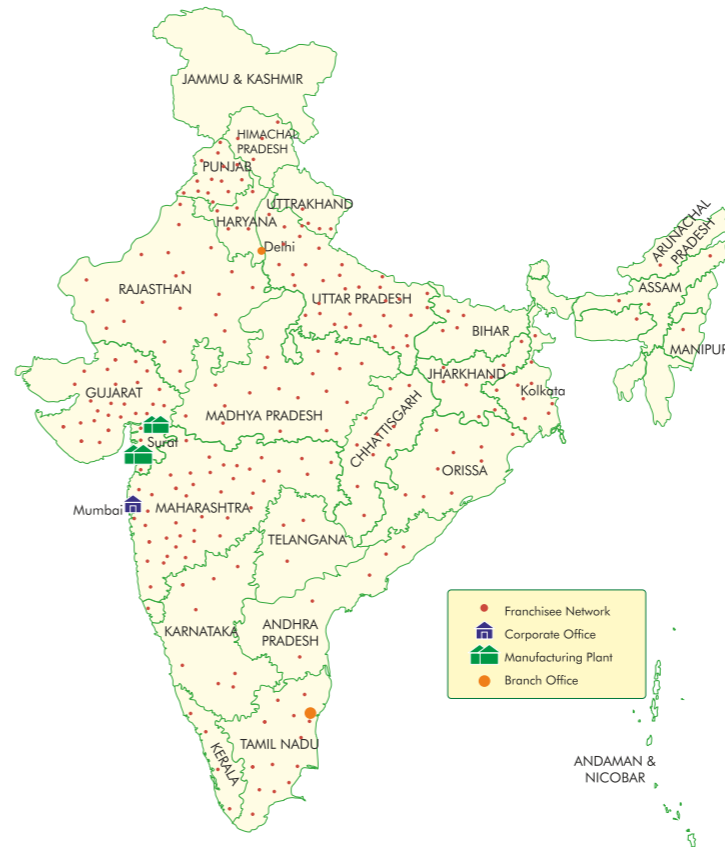 JAMMU & KASHMIR
HIMACHAL
PRADESH
PUNJAB
UTTRAKHAND
HARYANA
Delhi
ARUNACHAL
PRADESH
RAJASTHAN
UTTAR PRADESH
ASSAM
BIHAR
MANIPUR
JHARKHAND
GUJARAT
Kolkata
MADHYA PRADESH
CHHATTISGARH
Surat
ORISSA
Mumbai
MAHARASHTRA
TELANGANA
KARNATAKA
ANDHRA
PRADESH
Franchisee Network
Corporate Office
Manufacturing Plant
Branch Office
TAMIL NADU
KERALA
ANDAMAN &
NICOBAR